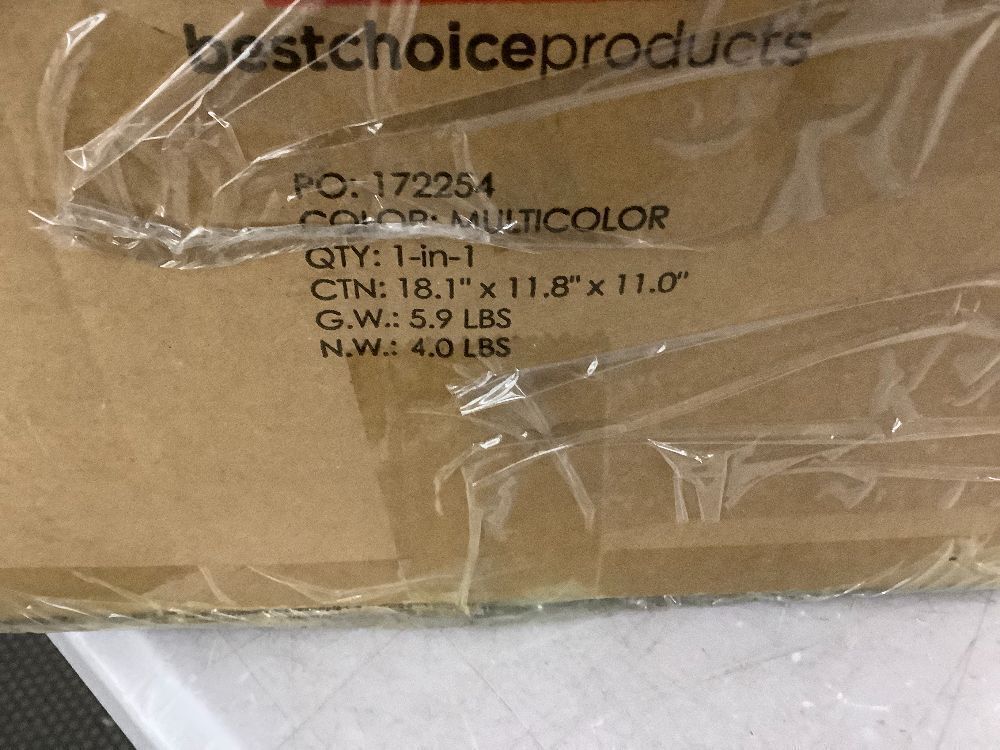 bestchoiceproducts
PO: 172254
COLOR: MULTICOLOR
QTY: 1-in-1
CTN: 18.1" x 11.8" x 11.0"
G.W.: 5.9 LBS
N.W.: 4.0 LBS